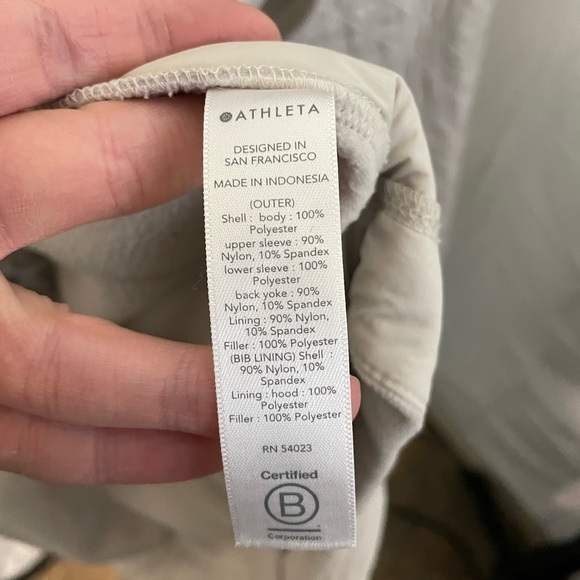 ATHLETA
DESIGNED IN
SAN FRANCISCO
MADE IN INDONESIA
(OUTER)
Shell : body : 100%
Polyester
upper sleeve : 90%
Nylon, 10% Spandex
lower sleeve : 100%
Polyester
back yoke : 90%
Nylon, 10% Spandex
Lining : 90% Nylon,
10% Spandex
Filler : 100% Polyester
(BIB LINING) Shell :
90% Nylon, 10%
Spandex
Lining : hood : 100%
Polyester
Filler : 100% Polyester
RN 54023
Certified
B
Corporation